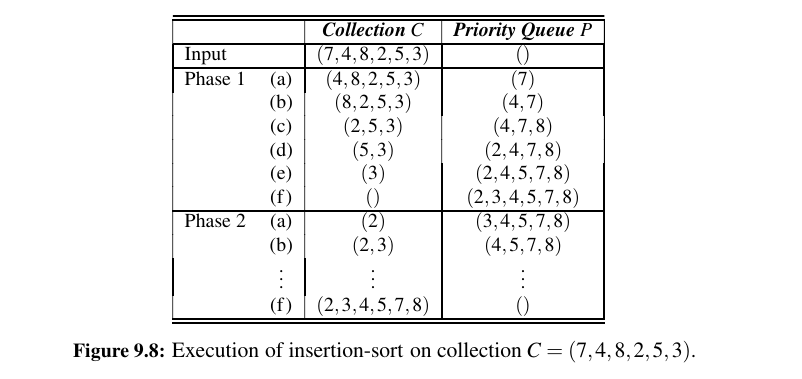 Collection C Priority Queue P
Input (7,4,8,2,5,3) ()
Phase 1 (a) (4,8,2,5,3) (7)
(b) (8,2,5,3) (4,7)
(c) (2,5,3) (4,7,8)
(d) (5,3) (2,4,7,8)
(e) (3) (2,4,5,7,8)
(f) () (2,3,4,5,7,8)
Phase 2 (a) (2) (3,4,5,7,8)
(b) (2,3) (4,5,7,8)
⋮ ⋮ ⋮
(f) (2,3,4,5,7,8) ()
Figure 9.8: Execution of insertion-sort on collection C = (7,4,8,2,5,3).